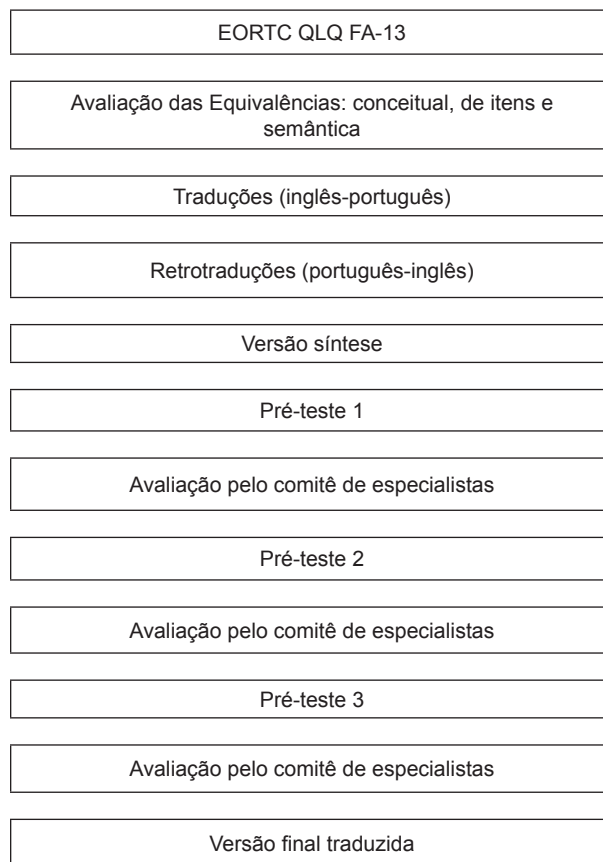 EORTC QLQ FA-13
Avaliação das Equivalências: conceitual, de itens e
semântica
Traduções (inglês-português)
Retrotraduções (português-inglês)
Versão síntese
Pré-teste 1
Avaliação pelo comitê de especialistas
Pré-teste 2
Avaliação pelo comitê de especialistas
Pré-teste 3
Avaliação pelo comitê de especialistas
Versão final traduzida